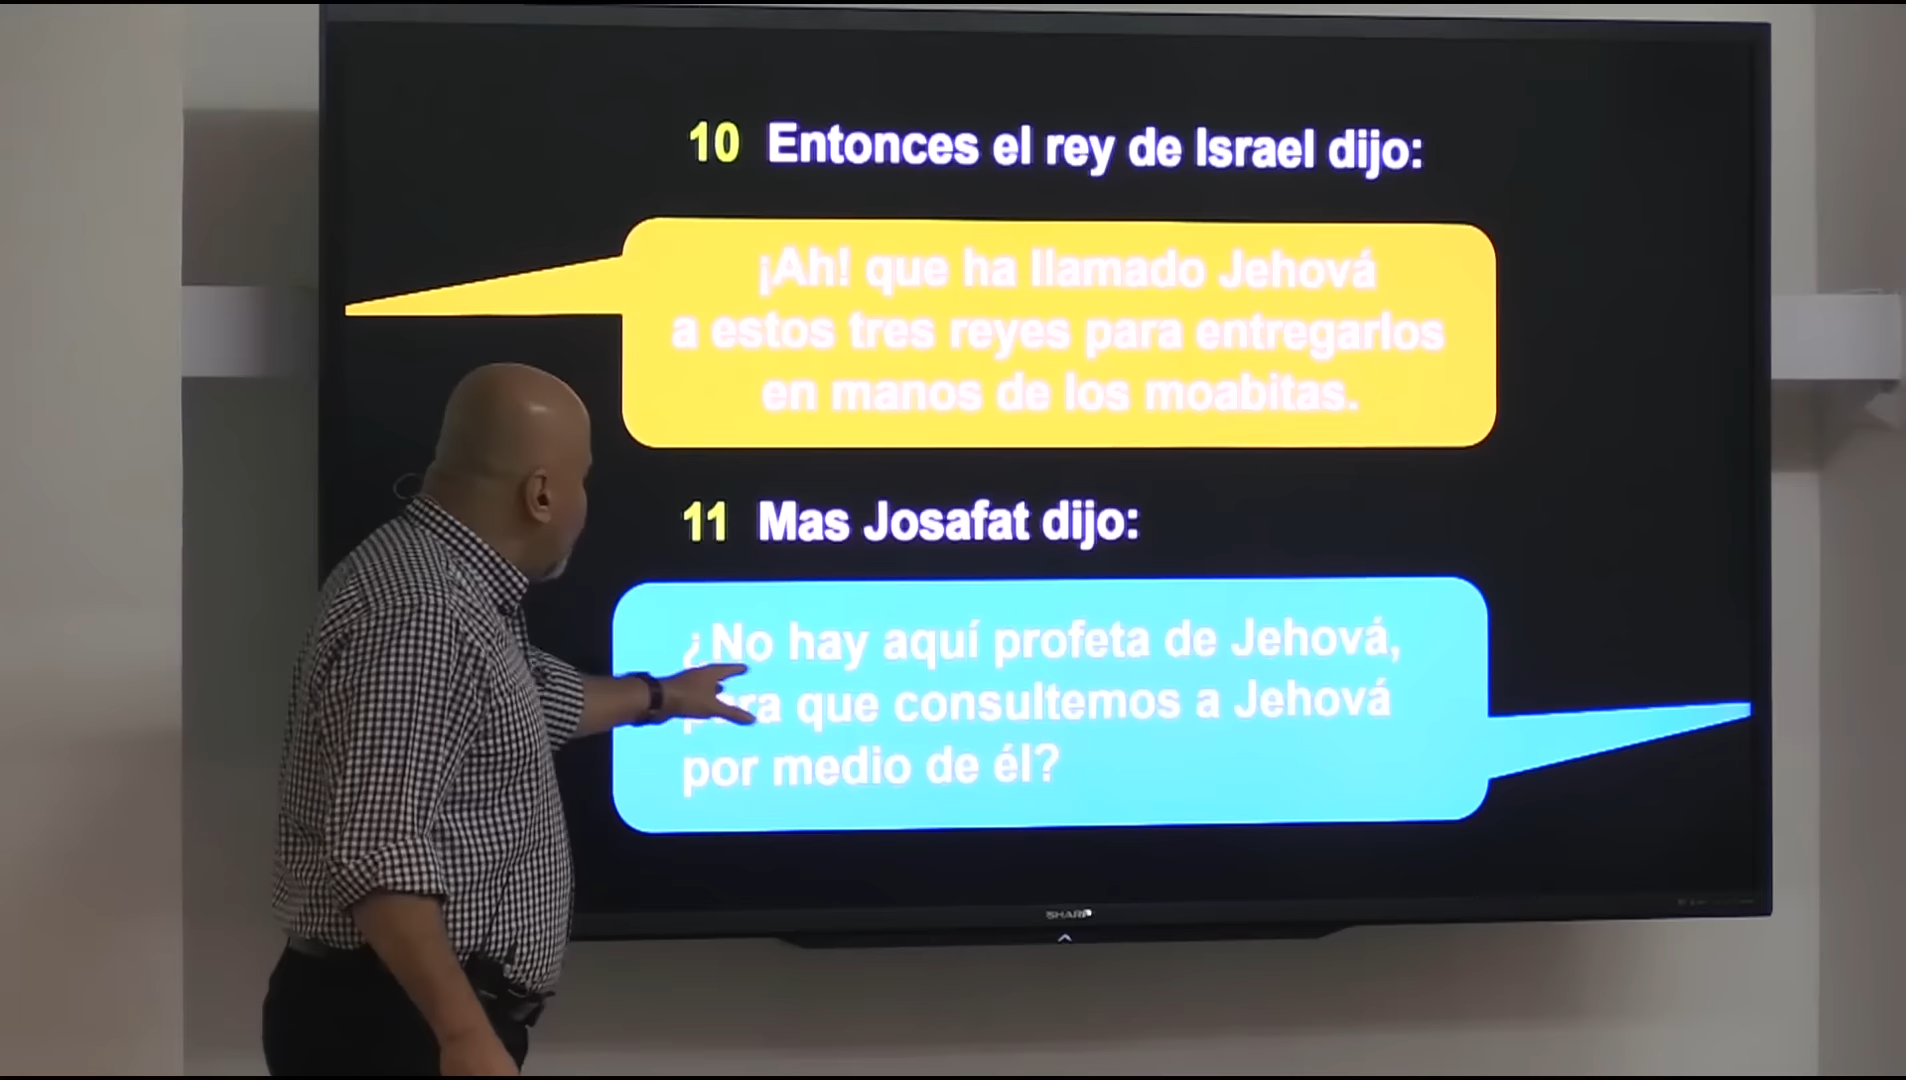 10 Entonces el rey de Israel dijo:
¡Ah! que ha llamado Jehová
a estos tres reyes para entregarlos
en manos de los moabitas.
11 Mas Josafat dijo:
¿No hay aquí profeta de Jehová,
para que consultemos a Jehová
por medio de él?
SHARP